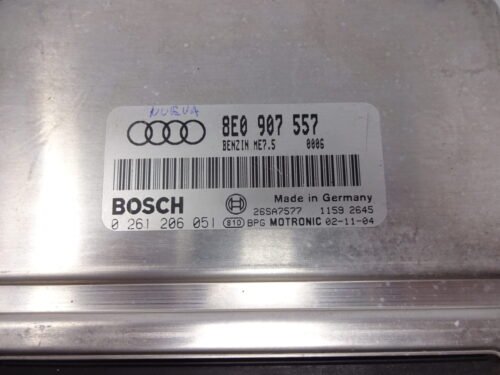 NUEVA
8E0 907 557
BENZIN ME7.5 0006
BOSCH Made in Germany
26SA7577 1159 2645
0 261 206 051 810 BPG MOTRONIC 02-11-04